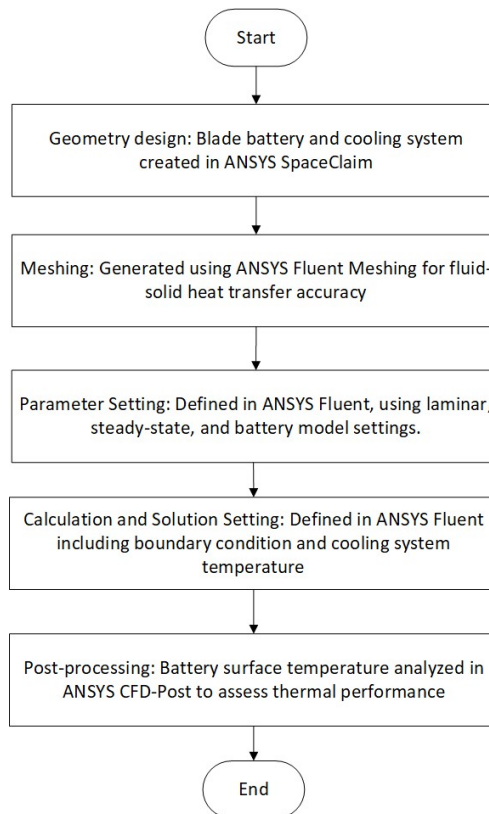 Start
Geometry design: Blade battery and cooling system
created in ANSYS SpaceClaim
Meshing: Generated using ANSYS Fluent Meshing for fluid-
solid heat transfer accuracy
Parameter Setting: Defined in ANSYS Fluent, using laminar,
steady-state, and battery model settings.
Calculation and Solution Setting: Defined in ANSYS Fluent
including boundary condition and cooling system
temperature
Post-processing: Battery surface temperature analyzed in
ANSYS CFD-Post to assess thermal performance
End